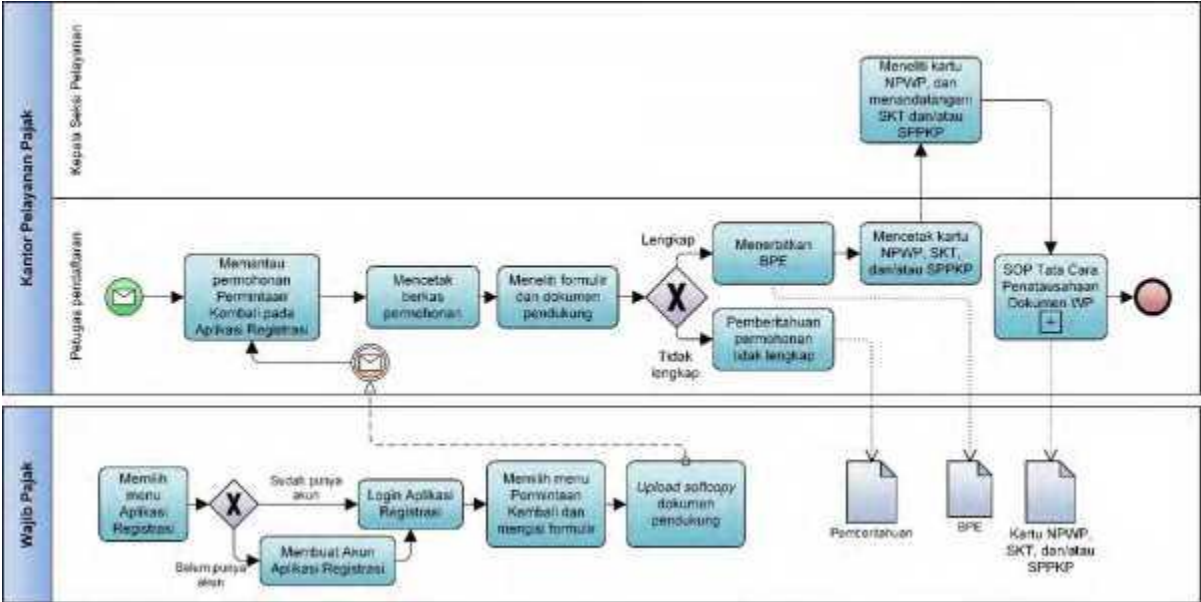 Kantor Pelayanan Pajak
Kepala Seksi Pelayanan
Meneliti kartu
NPWP, dan
menandatangani
SKT dan/atau
SPPKP
Petugas pendaftaran
Memantau
permohonan
Permintaan
Kembali pada
Aplikasi Registrasi
Mencetak
berkas
permohonan
Meneliti formulir
dan dokumen
pendukung
Lengkap
Tidak
lengkap
Menerbitkan
BPE
Pemberitahuan
permohonan
tidak lengkap
Mencetak kartu
NPWP, SKT,
dan/atau SPPKP
SOP Tata Cara
Penatausahaan
Dokumen WP
Wajib Pajak
Memilih
menu
Aplikasi
Registrasi
Sudah punya
akun
Belum punya
akun
Login Aplikasi
Registrasi
Membuat Akun
Aplikasi Registrasi
Memilih menu
Permintaan
Kembali dan
mengisi formulir
Upload softcopy
dokumen
pendukung
Pemberitahuan
BPE
Kartu NPWP,
SKT, dan/atau
SPPKP